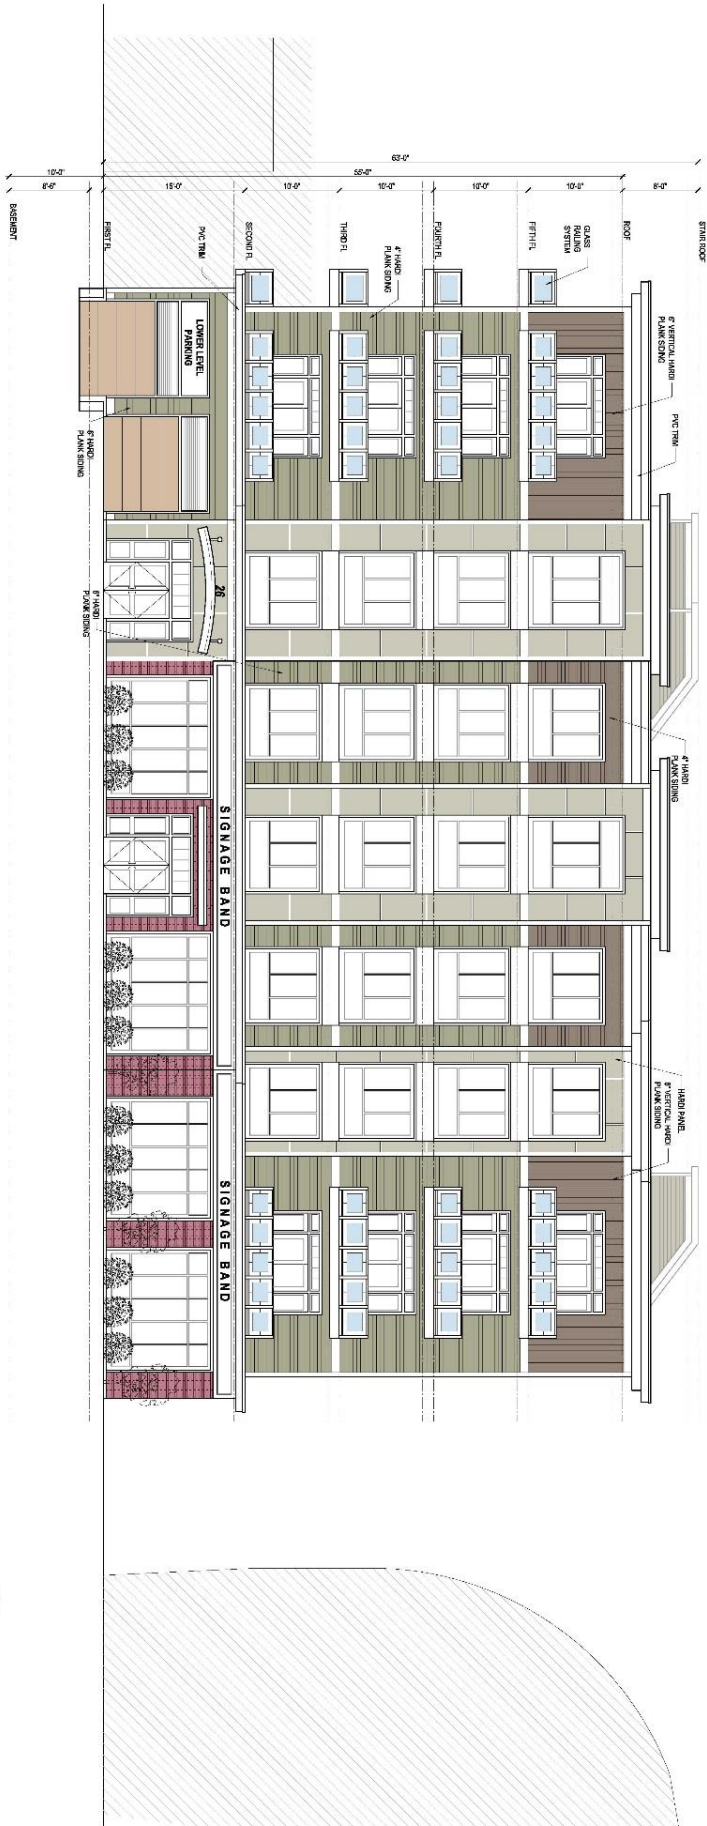 STAIR ROOF
ROOF
FIFTH FL
FOURTH FL
THIRD FL
SECOND FL
FIRST FL
BASEMENT
8'-0"
10'-0"
10'-0"
10'-0"
10'-0"
15'-0"
8'-6"
63'-0"
55'-0"
10'-0"
GLASS
RAILING
SYSTEM
4" HARDI
PLANK SIDING
PVC TRIM
6" VERTICAL HARDI
PLANK SIDING
PVC TRIM
4" HARDI
PLANK SIDING
HARDI PANEL
8" VERTICAL HARDI
PLANK SIDING
LOWER LEVEL
PARKING
26
SIGNAGE BAND
SIGNAGE BAND
6" HARDI
PLANK SIDING
6" HARDI
PLANK SIDING